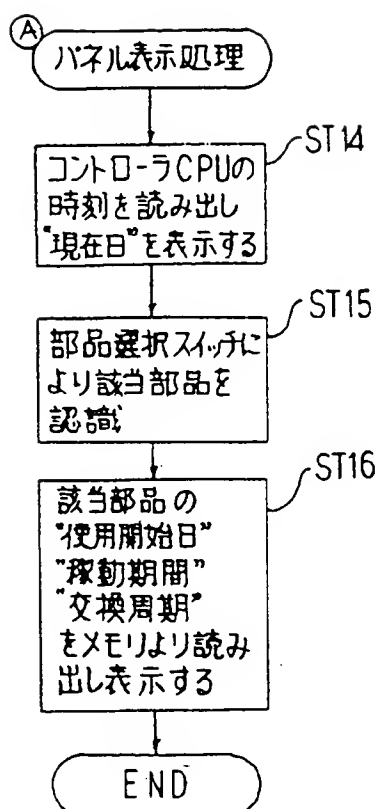 A
パネル表示処理
ST14
コントローラCPUの
時刻を読み出し
"現在日"を表示する
ST15
部品選択スイッチに
より該当部品を
認識
ST16
該当部品の
"使用開始日"
"稼動期間"
"交換周期"
をメモリより読み
出し表示する
END